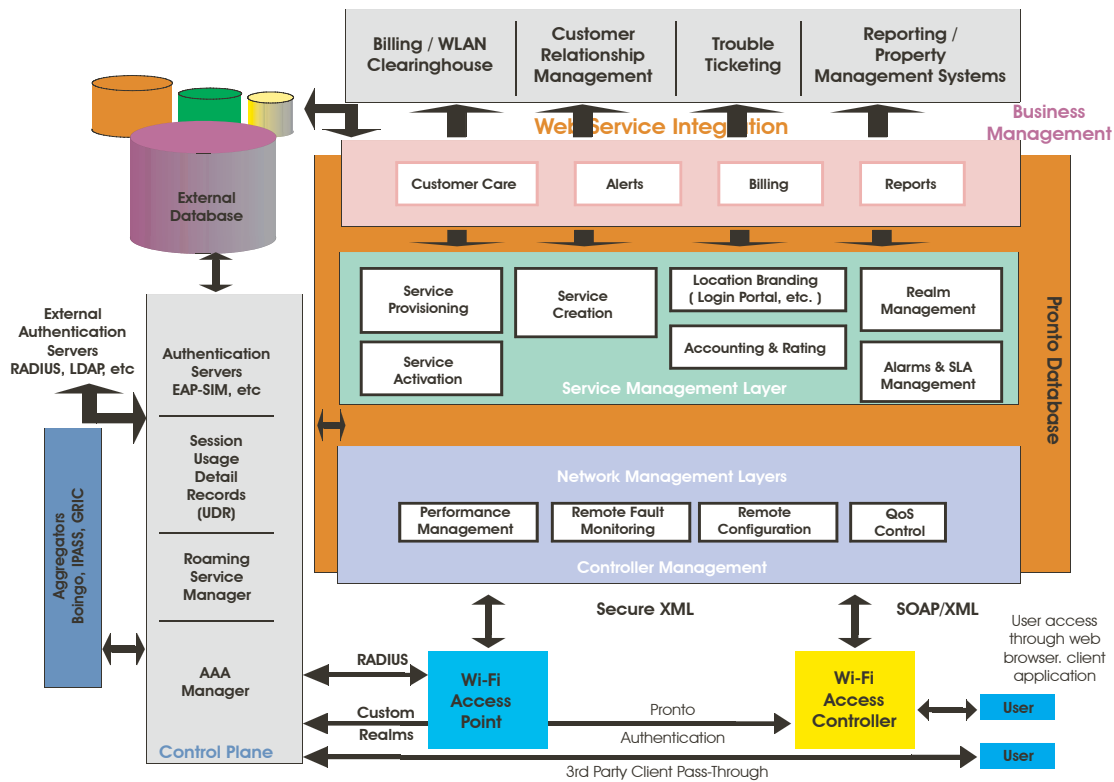 Billing / WLAN
Clearinghouse
Customer
Relationship
Management
Trouble
Ticketing
Reporting /
Property
Management Systems
Web Service Integration
Business
Management
Customer Care
Alerts
Billing
Reports
External
Database
Service
Provisioning
Service
Creation
Location Branding
( Login Portal, etc. )
Realm
Management
Service
Activation
Accounting & Rating
Alarms & SLA
Management
Service Management Layer
Pronto Database
External
Authentication
Servers
RADIUS, LDAP, etc
Authentication
Servers
EAP-SIM, etc
Session
Usage
Detail
Records
(UDR)
Roaming
Service
Manager
AAA
Manager
Control Plane
Aggregators
Boingo, IPASS, GRIC
Network Management Layers
Performance
Management
Remote Fault
Monitoring
Remote
Configuration
QoS
Control
Controller Management
Secure XML
SOAP/XML
User access
through web
browser. client
application
RADIUS
Wi-Fi
Access
Point
Wi-Fi
Access
Controller
User
Custom
Realms
Pronto
Authentication
User
3rd Party Client Pass-Through